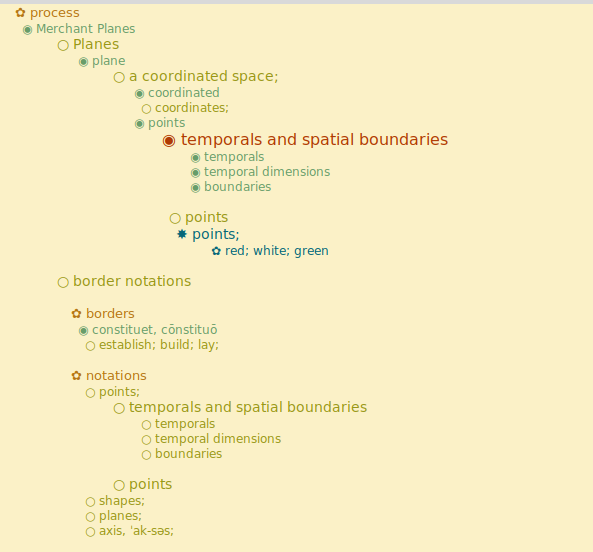 ✿ process
◉ Merchant Planes
○ Planes
◉ plane
○ a coordinated space;
◉ coordinated
○ coordinates;
◉ points
◉ temporals and spatial boundaries
◉ temporals
◉ temporal dimensions
◉ boundaries
○ points
✸ points;
✿ red; white; green
○ border notations
✿ borders
◉ constituet, cōnstituō
○ establish; build; lay;
✿ notations
○ points;
○ temporals and spatial boundaries
○ temporals
○ temporal dimensions
○ boundaries
○ points
○ shapes;
○ planes;
○ axis, ˈak-səs;